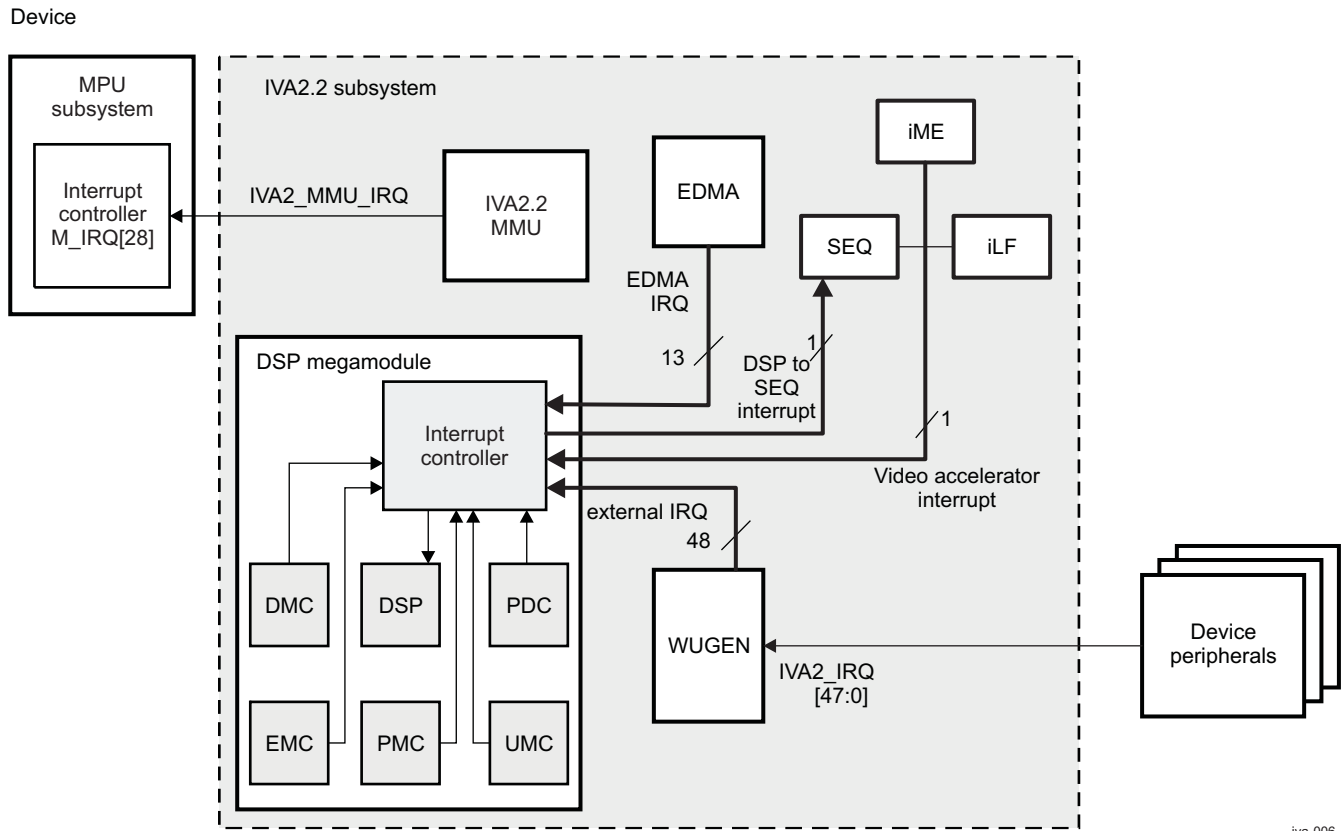 Device
MPU
subsystem
Interrupt
controller
M_IRQ[28]
IVA2.2 subsystem
IVA2_MMU_IRQ
IVA2.2
MMU
EDMA
iME
SEQ
iLF
EDMA
IRQ
13
1
DSP to
SEQ
interrupt
1
Video accelerator
interrupt
DSP megamodule
Interrupt
controller
external IRQ
48
DMC
DSP
PDC
EMC
PMC
UMC
WUGEN
IVA2_IRQ
[47:0]
Device
peripherals
iva-006